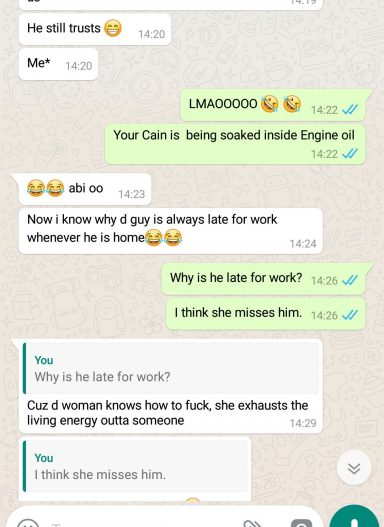 He still trusts 😁 14:20
Me* 14:20
LMAOOOOO 🤣 🤣 14:22
Your Cain is being soaked inside Engine oil
14:22
😂😂 abi oo 14:23
Now i know why d guy is always late for work
whenever he is home😂😂 14:24
Why is he late for work? 14:26
I think she misses him. 14:26
You
Why is he late for work?
Cuz d woman knows how to fuck, she exhausts the
living energy outta someone 14:29
You
I think she misses him.